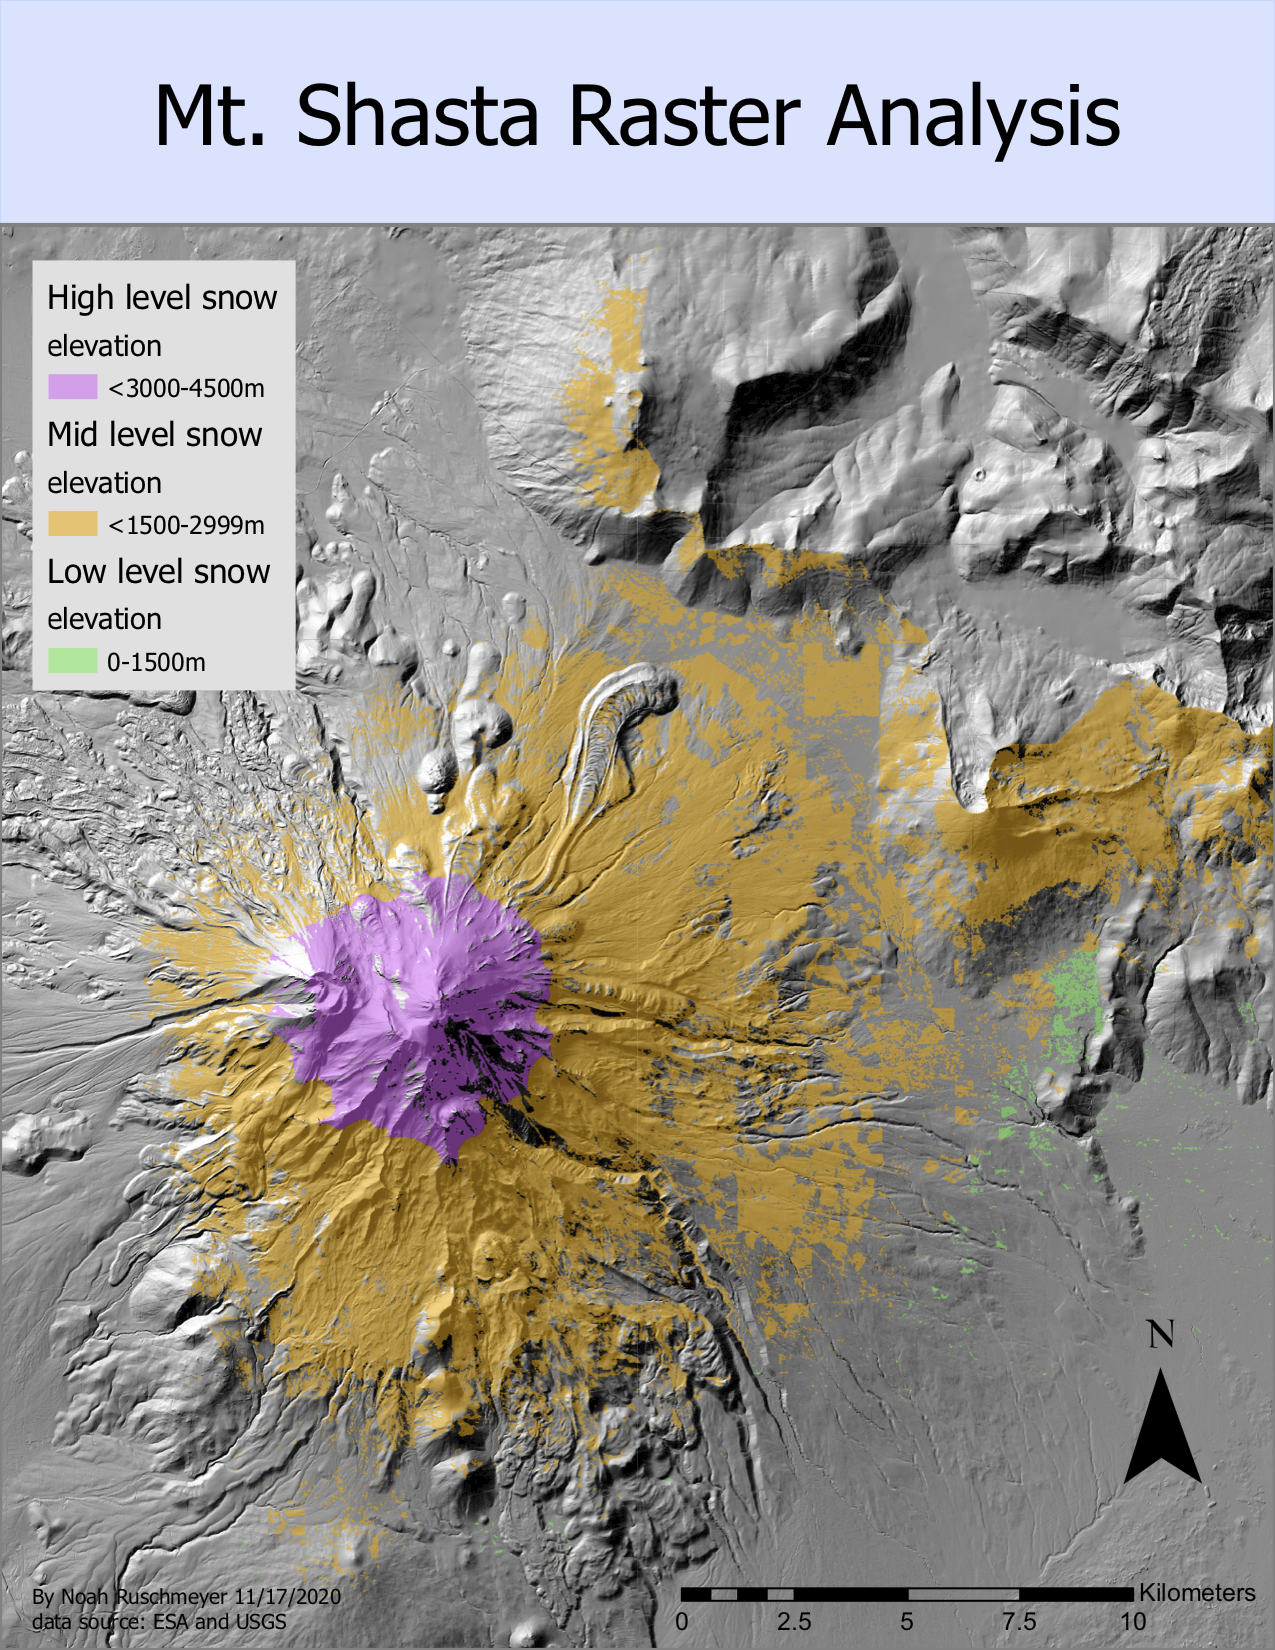 Mt. Shasta Raster Analysis
High level snow
elevation
<3000-4500m
Mid level snow
elevation
<1500-2999m
Low level snow
elevation
0-1500m
N
By Noah Ruschmeyer 11/17/2020
data source: ESA and USGS
Kilometers
0 2.5 5 7.5 10